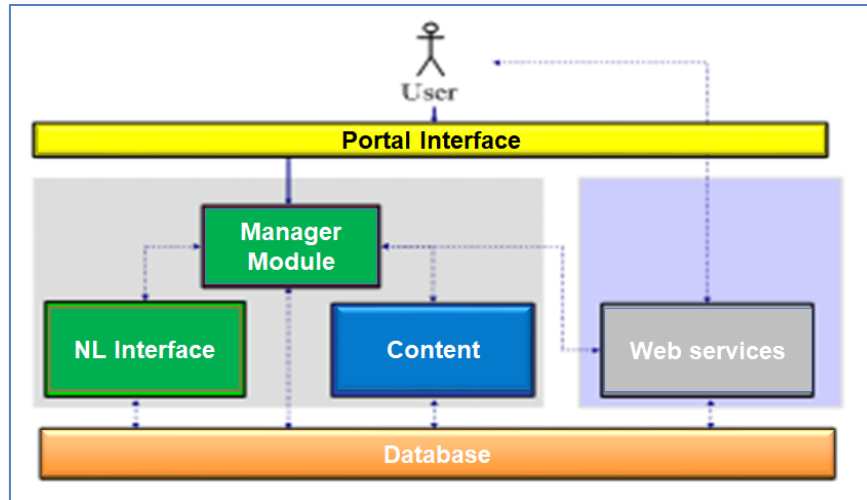 User
Portal Interface
Manager
Module
NL Interface
Content
Web services
Database